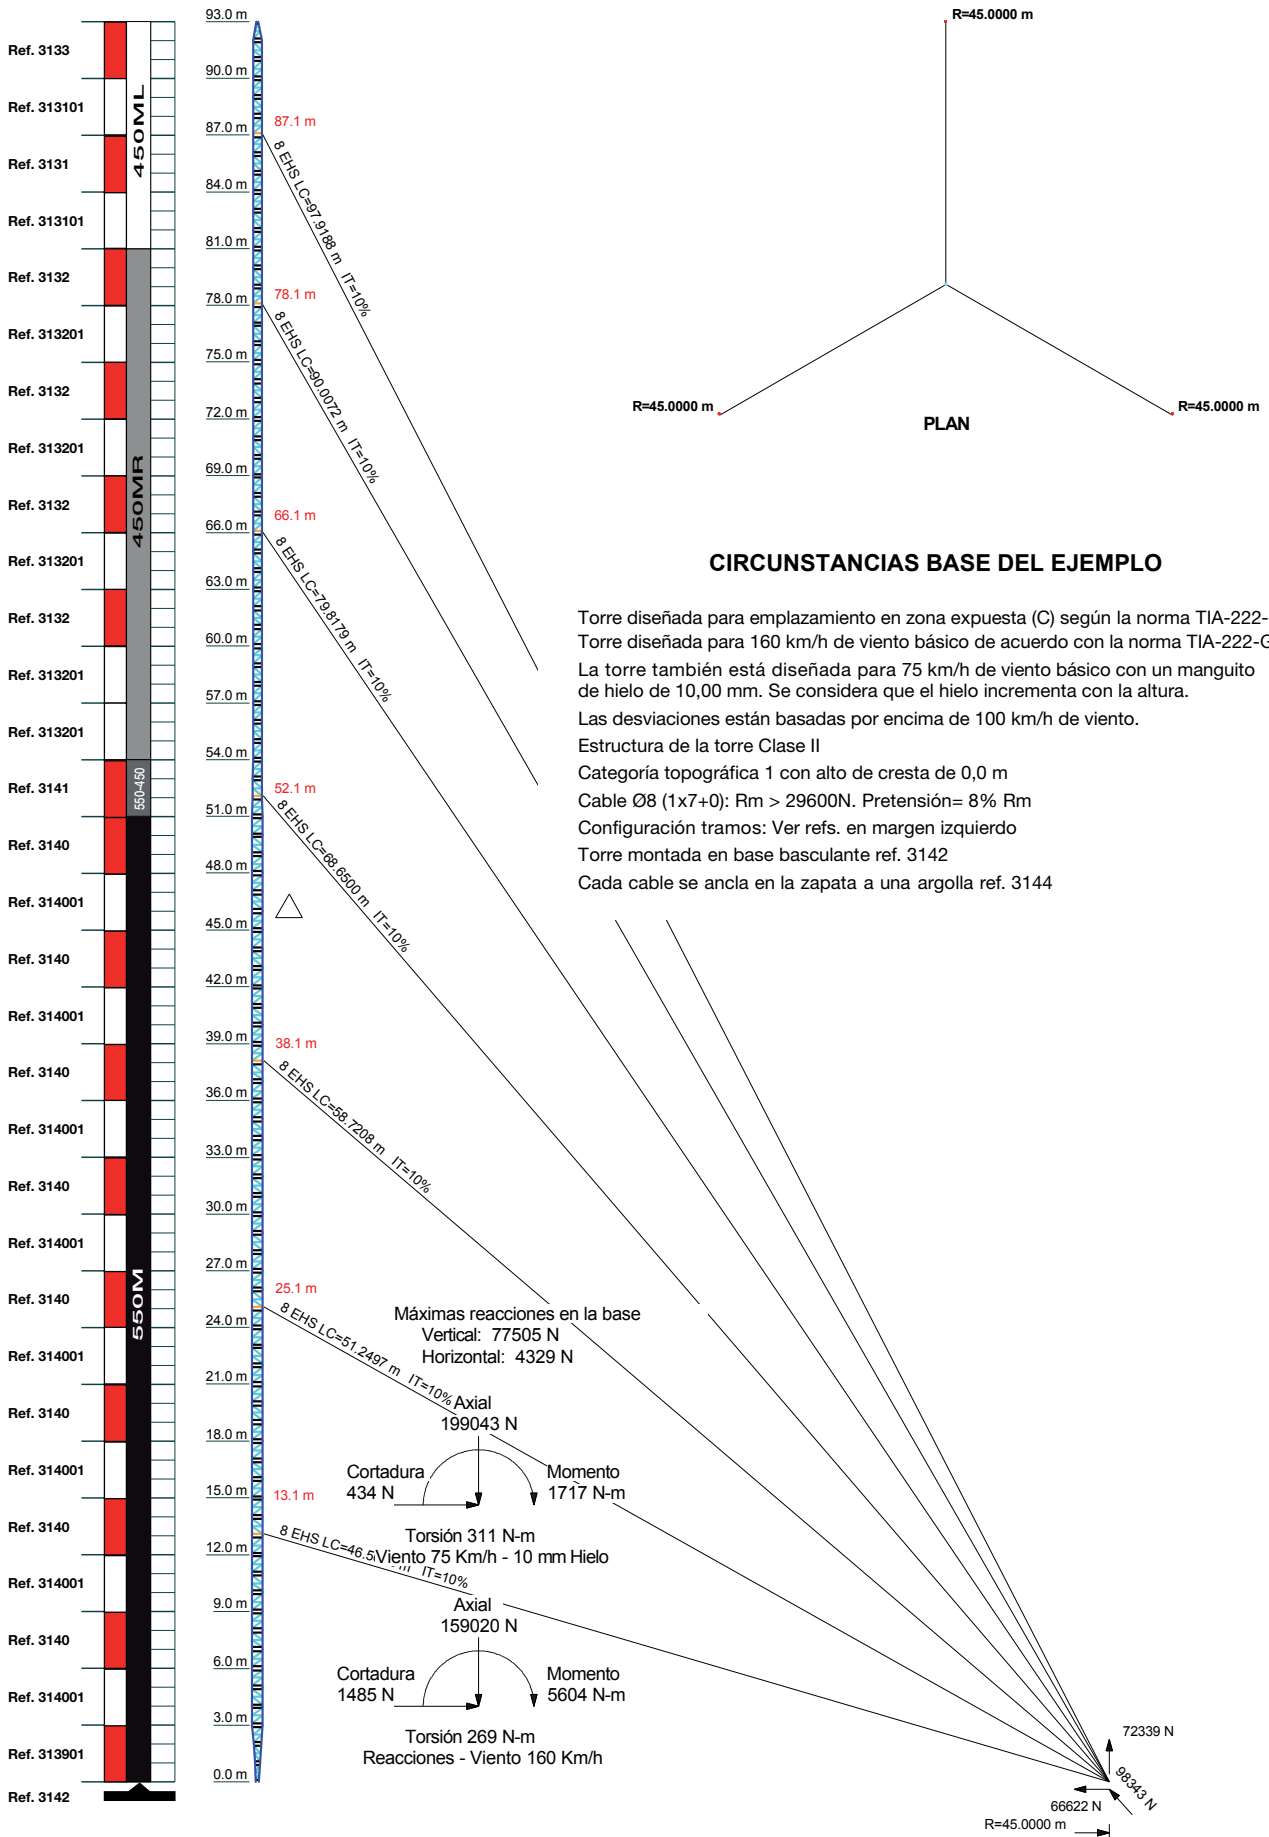 Ref. 3133
Ref. 313101
Ref. 3131
Ref. 313101
Ref. 3132
Ref. 313201
Ref. 3132
Ref. 313201
Ref. 3132
Ref. 313201
Ref. 3132
Ref. 313201
Ref. 313201
Ref. 3141
Ref. 3140
Ref. 314001
Ref. 3140
Ref. 314001
Ref. 3140
Ref. 314001
Ref. 3140
Ref. 314001
Ref. 3140
Ref. 314001
Ref. 3140
Ref. 314001
Ref. 3140
Ref. 314001
Ref. 3140
Ref. 314001
Ref. 313901
Ref. 3142
450ML
450MR
550-450
550M
93.0 m
90.0 m
87.0 m
84.0 m
81.0 m
78.0 m
75.0 m
72.0 m
69.0 m
66.0 m
63.0 m
60.0 m
57.0 m
54.0 m
51.0 m
48.0 m
45.0 m
42.0 m
39.0 m
36.0 m
33.0 m
30.0 m
27.0 m
24.0 m
21.0 m
18.0 m
15.0 m
12.0 m
9.0 m
6.0 m
3.0 m
0.0 m
87.1 m
78.1 m
66.1 m
52.1 m
38.1 m
25.1 m
13.1 m
8 EHS LC=97.9188 m IT=10%
8 EHS LC=90.0072 m IT=10%
8 EHS LC=79.8179 m IT=10%
8 EHS LC=68.6500 m IT=10%
8 EHS LC=58.7208 m IT=10%
8 EHS LC=51.2497 m IT=10%
8 EHS m IT=10%
R=45.0000 m
R=45.0000 m
R=45.0000 m
PLAN
CIRCUNSTANCIAS BASE DEL EJEMPLO
Torre diseñada para emplazamiento en zona expuesta (C) según la norma TIA-222-
Torre diseñada para 160 km/h de viento básico de acuerdo con la norma TIA-222-G
La torre también está diseñada para 75 km/h de viento básico con un manguito
de hielo de 10,00 mm. Se considera que el hielo incrementa con la altura.
Las desviaciones están basadas por encima de 100 km/h de viento.
Estructura de la torre Clase II
Categoría topográfica 1 con alto de cresta de 0,0 m
Cable Ø8 (1x7+0): Rm > 29600N. Pretensión= 8% Rm
Configuración tramos: Ver refs. en margen izquierdo
Torre montada en base basculante ref. 3142
Cada cable se ancla en la zapata a una argolla ref. 3144
Máximas reacciones en la base
Vertical: 77505 N
Horizontal: 4329 N
Axial
199043 N
Cortadura
434 N
Momento
1717 N-m
Torsión 311 N-m
Viento 75 Km/h - 10 mm Hielo
Axial
159020 N
Cortadura
1485 N
Momento
5604 N-m
Torsión 269 N-m
Reacciones - Viento 160 Km/h
72339 N
98343 N
66622 N
R=45.0000 m